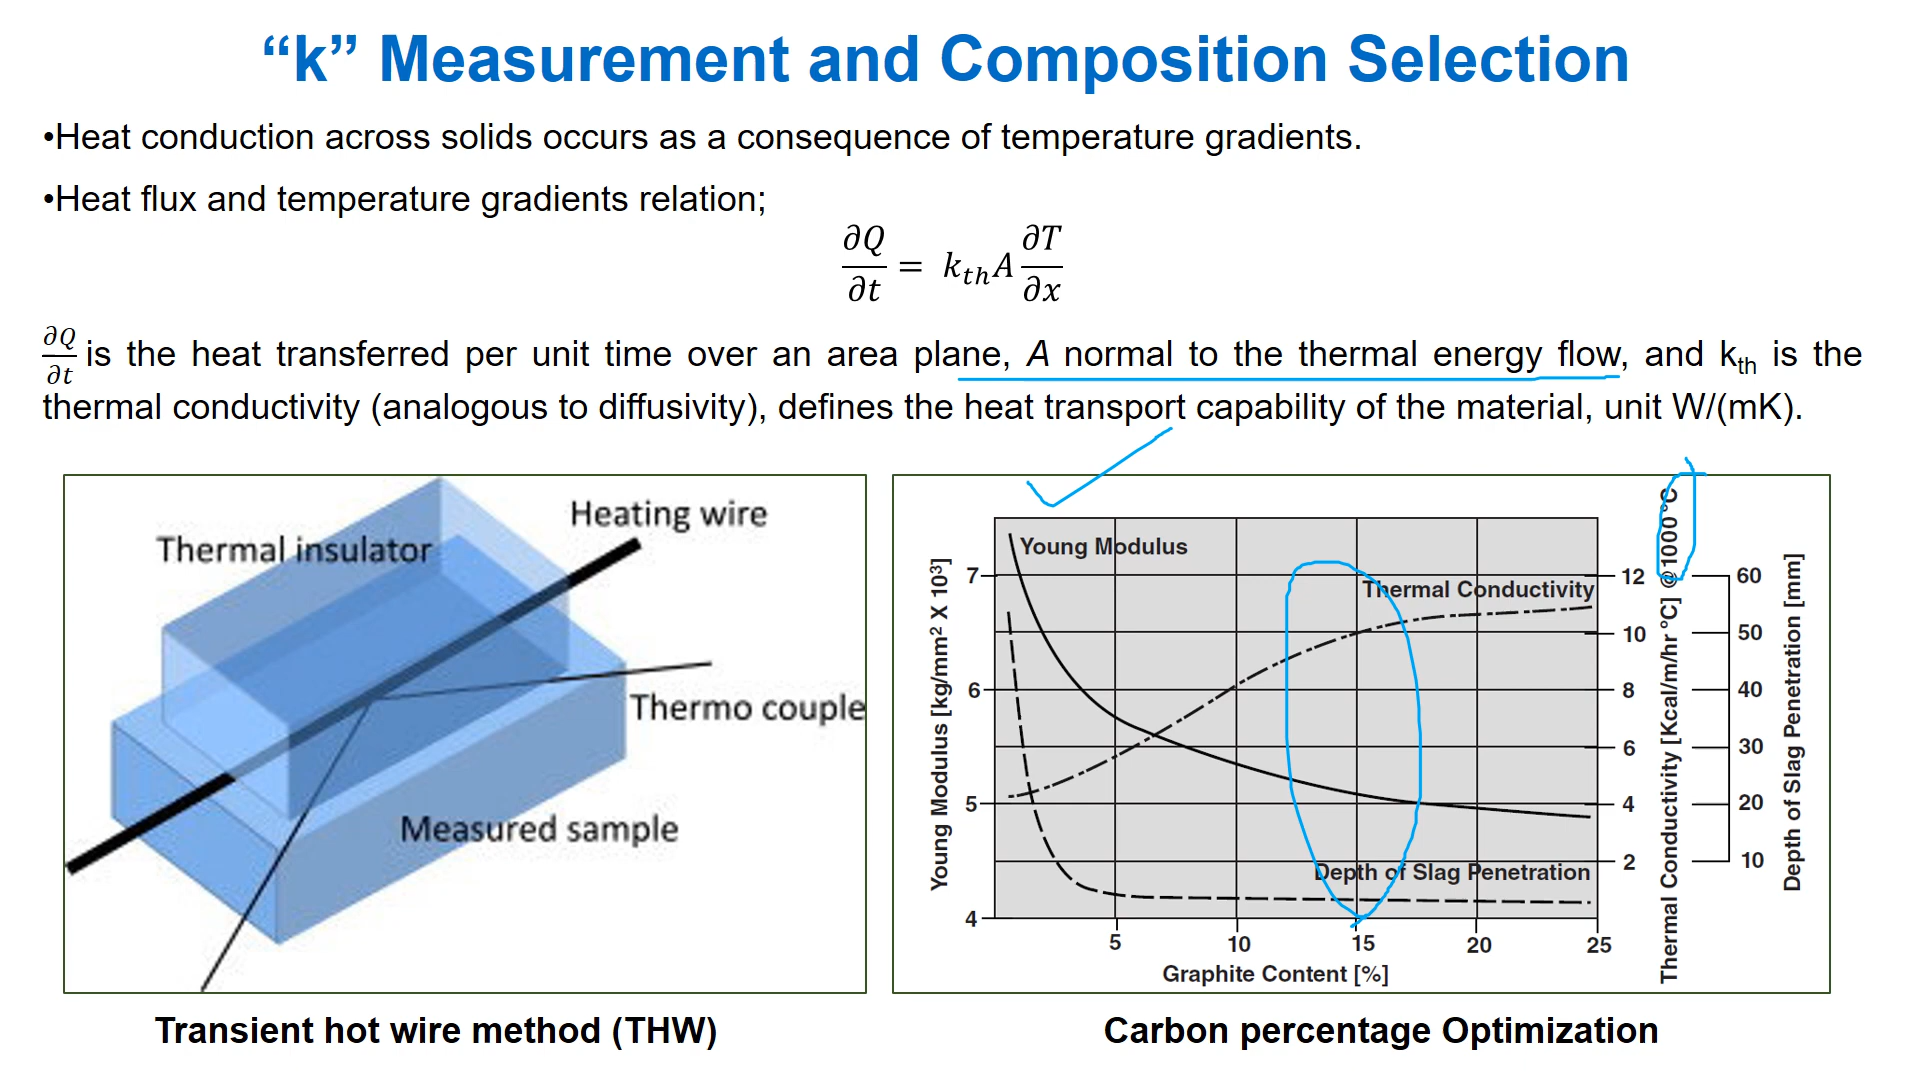 “k” Measurement and Composition Selection
•Heat conduction across solids occurs as a consequence of temperature gradients.
•Heat flux and temperature gradients relation;
∂Q/∂t = k_th A ∂T/∂x
∂Q/∂t is the heat transferred per unit time over an area plane, A normal to the thermal energy flow, and k_th is the
thermal conductivity (analogous to diffusivity), defines the heat transport capability of the material, unit W/(mK).
Heating wire
Thermal insulator
Thermo couple
Measured sample
Transient hot wire method (THW)
Young Modulus [kg/mm² X 10³]
7
6
5
4
Young Modulus
Thermal Conductivity
Depth of Slag Penetration
5 10 15 20 25
Graphite Content [%]
12
10
8
6
4
2
Thermal Conductivity [Kcal/m/hr °C] @1000 °C
60
50
40
30
20
10
Depth of Slag Penetration [mm]
Carbon percentage Optimization